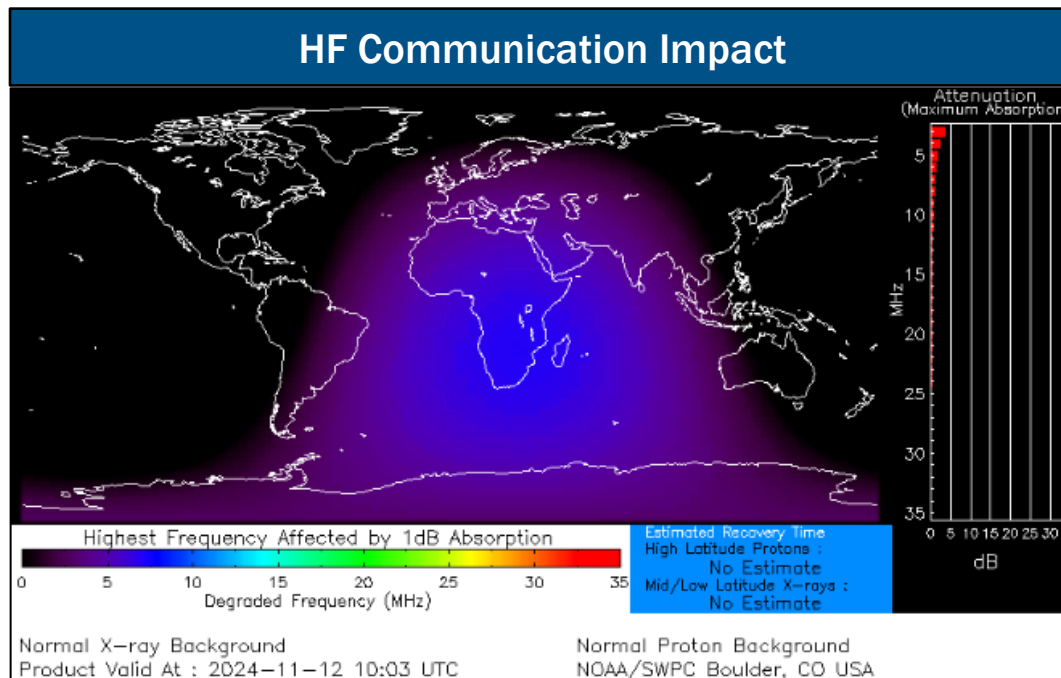 HF Communication Impact
Attenuation
(Maximum Absorption
5
10
15
20
25
30
35
MHz
0 5 10 15 20 25 30
dB
Highest Frequency Affected by 1dB Absorption
0 5 10 15 20 25 30 35
Degraded Frequency (MHz)
Estimated Recovery Time
High Latitude Protons :
No Estimate
Mid/Low Latitude X-rays :
No Estimate
Normal X-ray Background
Product Valid At : 2024-11-12 10:03 UTC
Normal Proton Background
NOAA/SWPC Boulder, CO USA